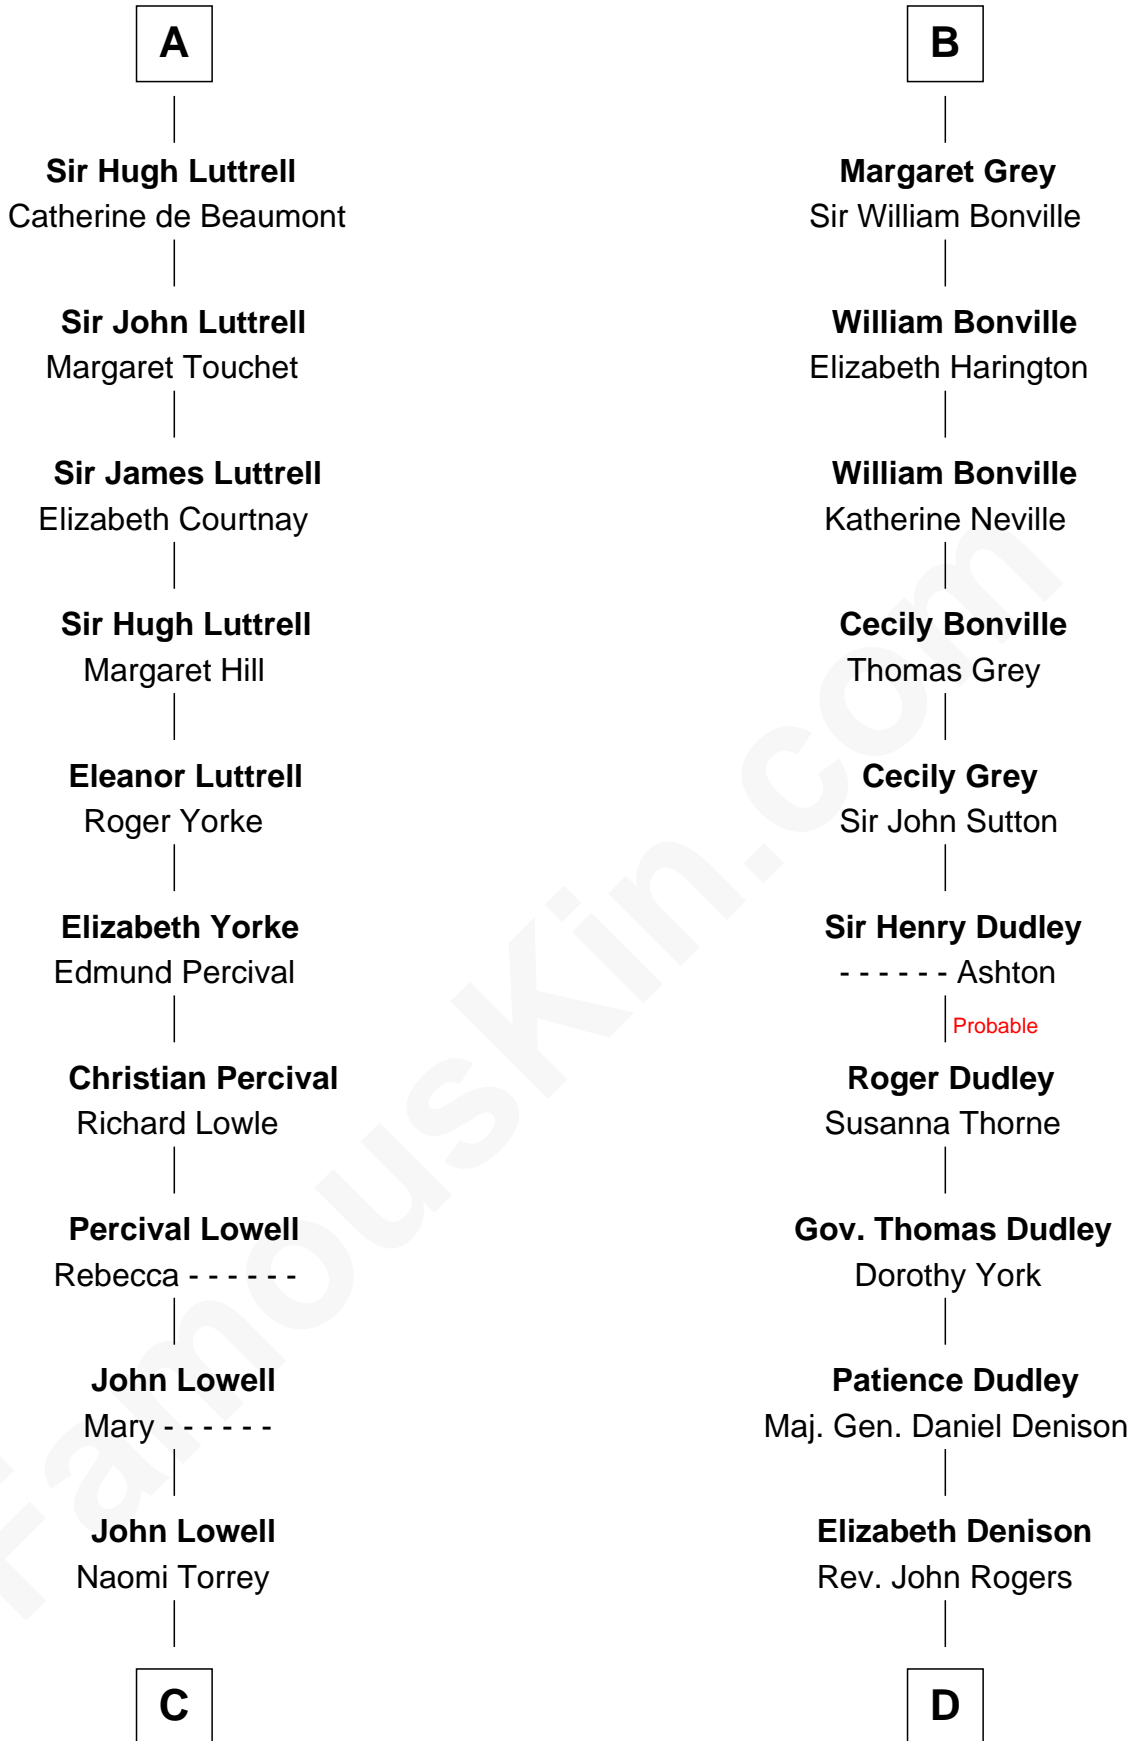 A
Sir Hugh Luttrell
Catherine de Beaumont
Sir John Luttrell
Margaret Touchet
Sir James Luttrell
Elizabeth Courtnay
Sir Hugh Luttrell
Margaret Hill
Eleanor Luttrell
Roger Yorke
Elizabeth Yorke
Edmund Percival
Christian Percival
Richard Lowle
Percival Lowell
Rebecca - - - - - -
John Lowell
Mary - - - - - -
John Lowell
Naomi Torrey
C
B
Margaret Grey
Sir William Bonville
William Bonville
Elizabeth Harington
William Bonville
Katherine Neville
Cecily Bonville
Thomas Grey
Cecily Grey
Sir John Sutton
Sir Henry Dudley
- - - - - - Ashton
Probable
Roger Dudley
Susanna Thorne
Gov. Thomas Dudley
Dorothy York
Patience Dudley
Maj. Gen. Daniel Denison
Elizabeth Denison
Rev. John Rogers
D
FamousKin.com